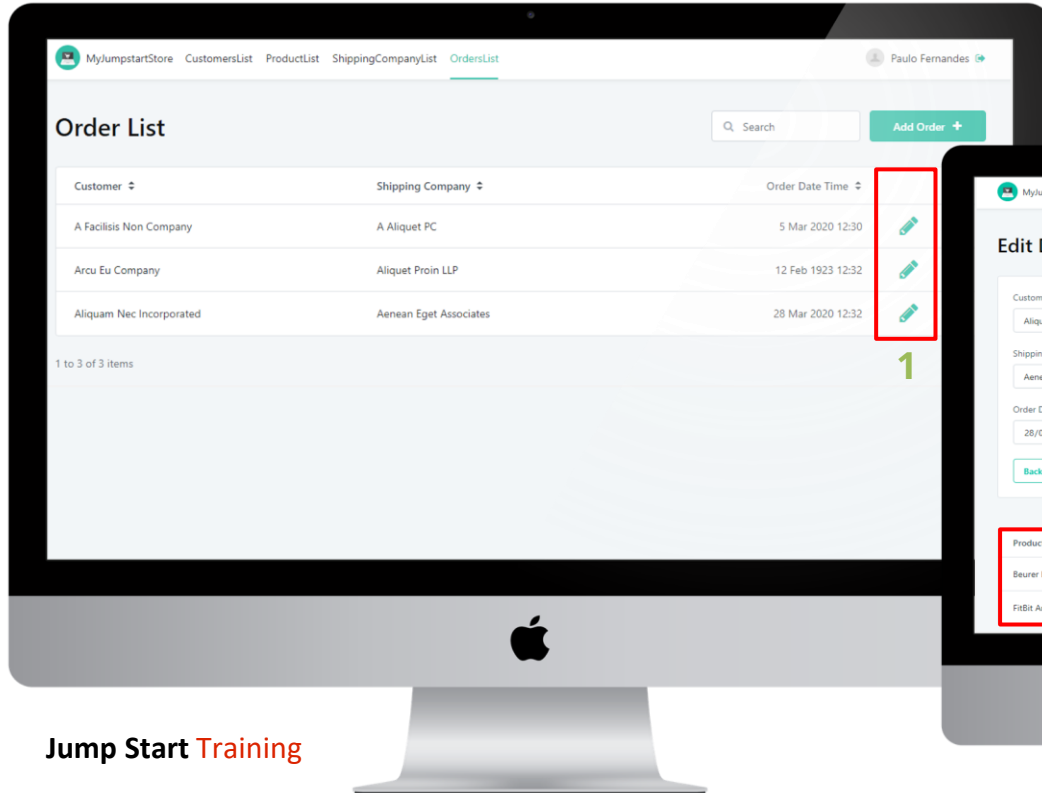 MyJumpstartStore CustomersList ProductList ShippingCompanyList OrdersList Paulo Fernandes
Order List
Search
Add Order +
Customer Shipping Company Order Date Time
A Facilisis Non Company A Aliquet PC 5 Mar 2020 12:30
Arcu Eu Company Aliquet Proin LLP 12 Feb 1923 12:32
Aliquam Nec Incorporated Aenean Eget Associates 28 Mar 2020 12:32
1 to 3 of 3 items
1
Edit
Back
Beurer
FitBit
Jump Start Training